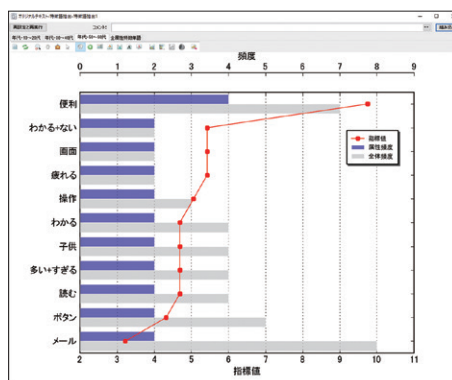 頻度
0 1 2 3 4 5 6 7 8 9
便利
わかる+ない
画面
疲れる
操作
わかる
子供
多い+すぎる
読む
ボタン
メール
指標値
属性頻度
全体頻度
2 3 4 5 6 7 8 9 10 11
指標値